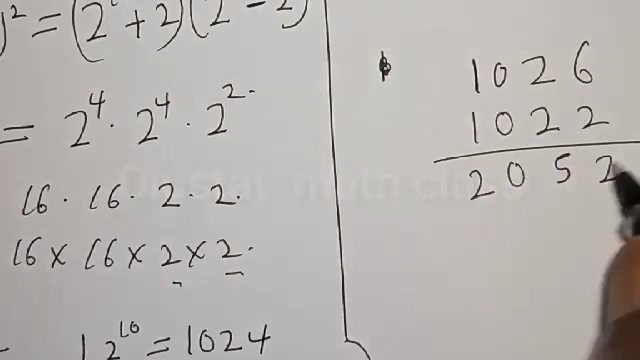 )² = (2 + 2)(2 - 2)
= 2⁴ · 2⁴ · 2² ·
16 · 16 · 2 · 2 ·
16 × 16 × 2 × 2 ·
2¹⁰ = 1024
1026
1022
2052